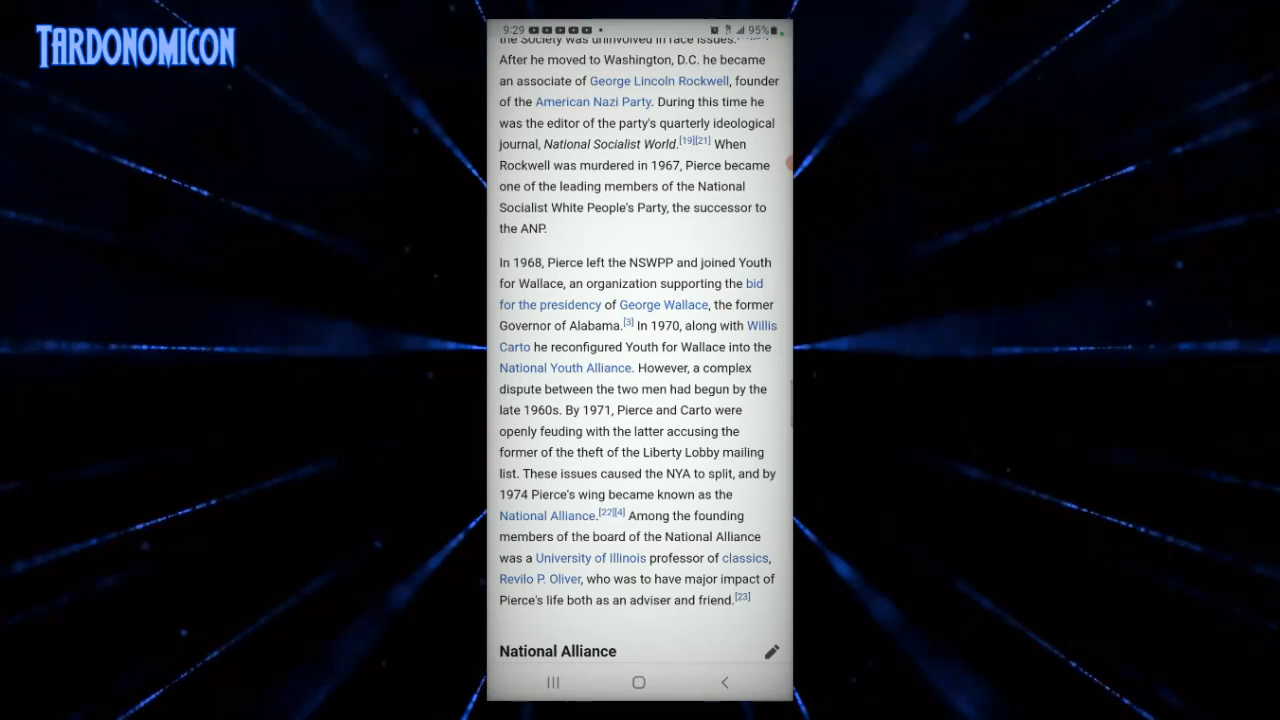 TARDONOMICON
9:29
95%
the Society was uninvolved in race issues.
After he moved to Washington, D.C. he became
an associate of George Lincoln Rockwell, founder
of the American Nazi Party. During this time he
was the editor of the party's quarterly ideological
journal, National Socialist World.[19][21] When
Rockwell was murdered in 1967, Pierce became
one of the leading members of the National
Socialist White People's Party, the successor to
the ANP.
In 1968, Pierce left the NSWPP and joined Youth
for Wallace, an organization supporting the bid
for the presidency of George Wallace, the former
Governor of Alabama.[3] In 1970, along with Willis
Carto he reconfigured Youth for Wallace into the
National Youth Alliance. However, a complex
dispute between the two men had begun by the
late 1960s. By 1971, Pierce and Carto were
openly feuding with the latter accusing the
former of the theft of the Liberty Lobby mailing
list. These issues caused the NYA to split, and by
1974 Pierce's wing became known as the
National Alliance.[22][4] Among the founding
members of the board of the National Alliance
was a University of Illinois professor of classics,
Revilo P. Oliver, who was to have major impact of
Pierce's life both as an adviser and friend.[23]
National Alliance